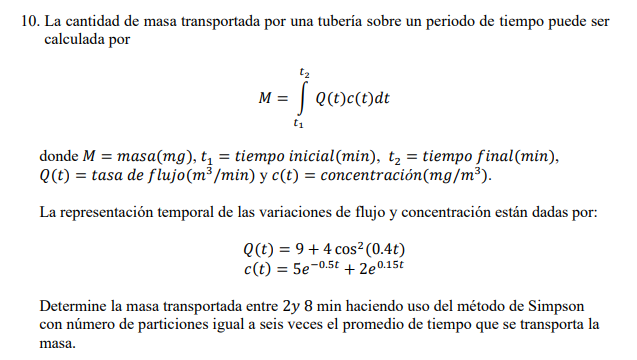 10. La cantidad de masa transportada por una tubería sobre un periodo de tiempo puede ser
calculada por
t₂
M = ∫ Q(t)c(t)dt
t₁
donde M = masa(mg), t₁ = tiempo inicial(min), t₂ = tiempo final(min),
Q(t) = tasa de flujo(m³/min) y c(t) = concentración(mg/m³).
La representación temporal de las variaciones de flujo y concentración están dadas por:
Q(t) = 9 + 4 cos²(0.4t)
c(t) = 5e⁻⁰·⁵ᵗ + 2e⁰·¹⁵ᵗ
Determine la masa transportada entre 2y 8 min haciendo uso del método de Simpson
con número de particiones igual a seis veces el promedio de tiempo que se transporta la
masa.